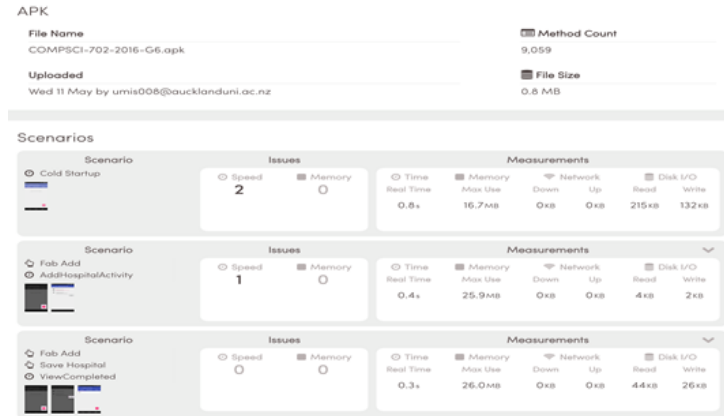 APK
File Name
Method Count
COMPSCI-702-2016-G6.apk
9,059
Uploaded
File Size
Wed 11 May by umis008@aucklanduni.ac.nz
0.8 MB
Scenarios
Scenario Issues Measurements
Cold Startup
Speed Memory Time Memory Network Disk I/O
2 0 Real Time Max Use Down Up Read Write
0.8s 16.7MB 0KB 0KB 215KB 132KB
Scenario Issues Measurements
Fab Add
AddHospitalActivity
Speed Memory Time Memory Network Disk I/O
1 0 Real Time Max Use Down Up Read Write
0.4s 25.9MB 0KB 0KB 4KB 2KB
Scenario Issues Measurements
Fab Add
Save Hospital
ViewCompleted
Speed Memory Time Memory Network Disk I/O
0 0 Real Time Max Use Down Up Read Write
0.3s 26.0MB 0KB 0KB 44KB 26KB